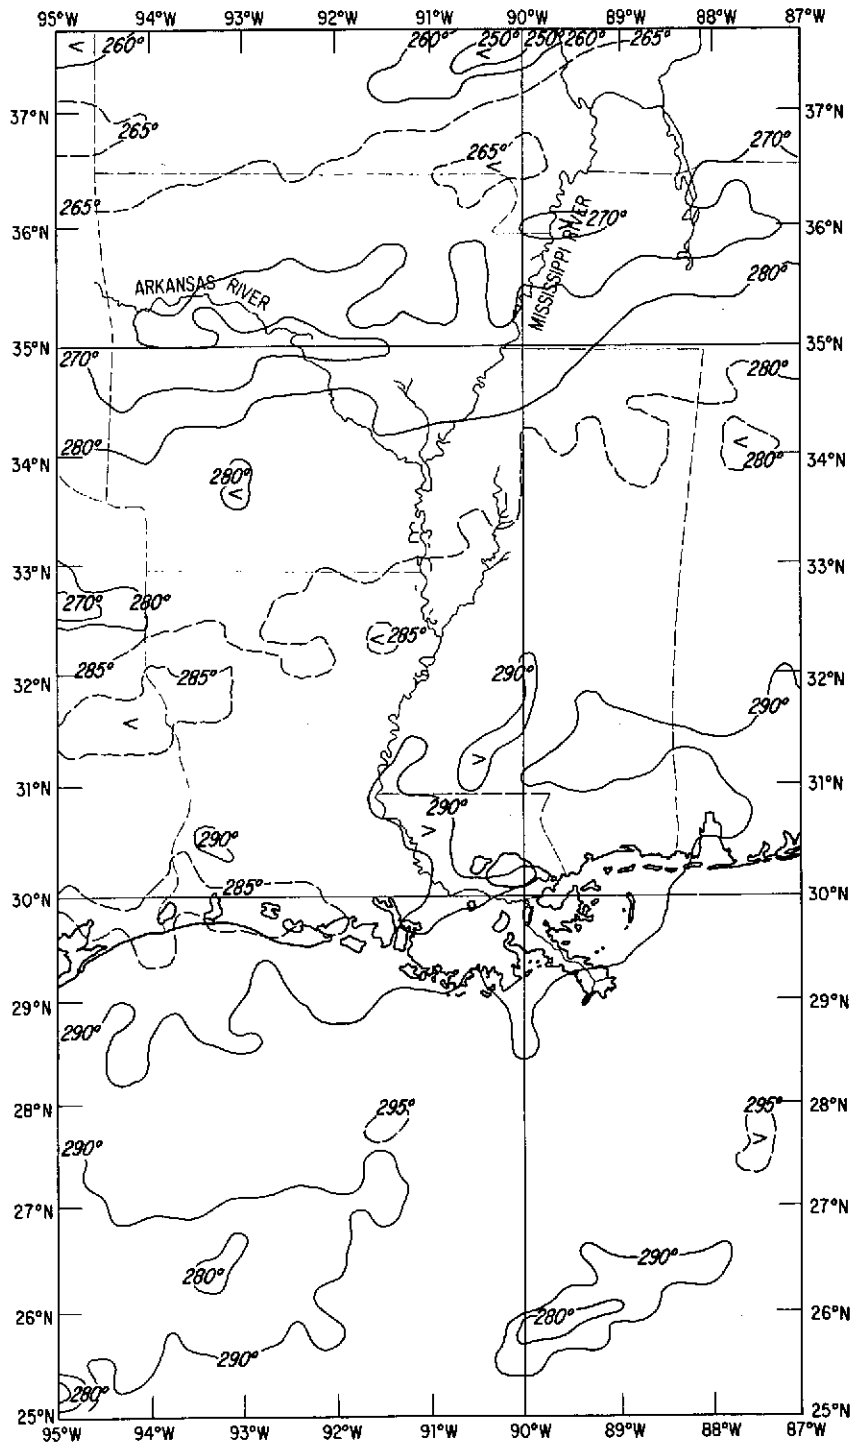 95°W 94°W 93°W 92°W 91°W 90°W 89°W 88°W 87°W
< 260° 260° 250° 250° 260° 265°
<
37°N 37°N
265°
270°
265° <
265°
36°N 270° 36°N
V
280°
ARKANSAS RIVER
MISSISSIPPI RIVER
35°N 35°N
270°
280°
280° <
34°N 34°N
280°
280°
<
33°N 33°N
270° 280°
< 285°
285° 285° 290°
32°N 32°N
290°
<
V
31°N 31°N
290°
V
290°
285°
30°N 30°N
29°N 29°N
290°
28°N 295° 295° 28°N
V
290°
27°N 27°N
290°
280°
26°N 280° 26°N
290°
280°
25°N 25°N
95°W 94°W 93°W 92°W 91°W 90°W 89°W 88°W 87°W